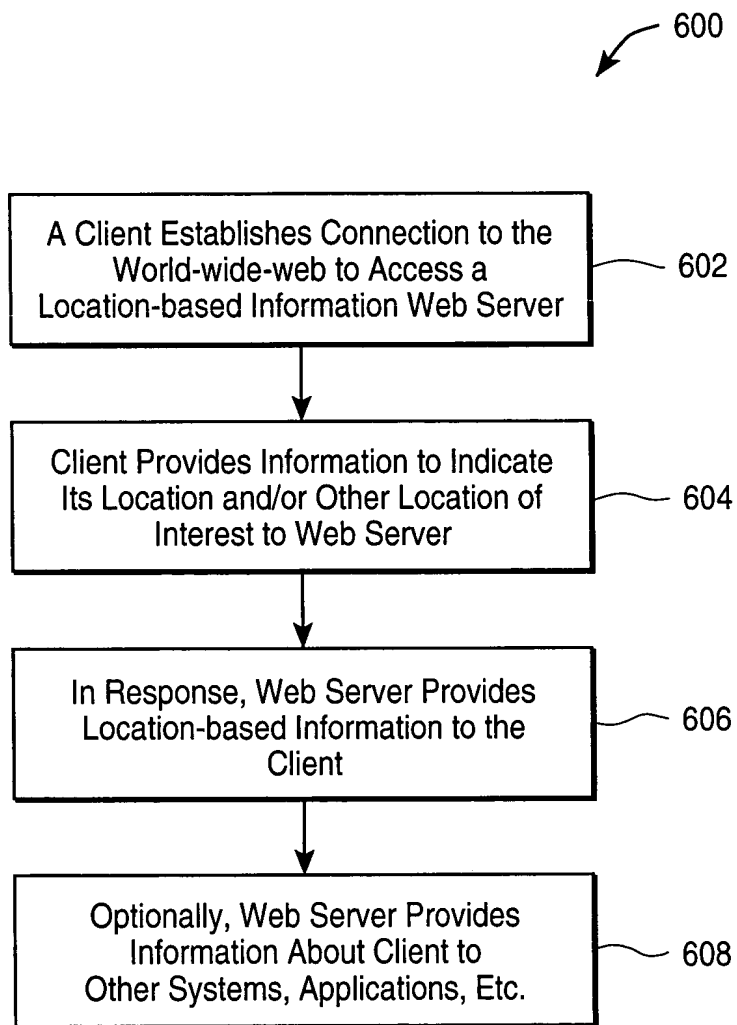 600
A Client Establishes Connection to the
World-wide-web to Access a
Location-based Information Web Server
602
Client Provides Information to Indicate
Its Location and/or Other Location of
Interest to Web Server
604
In Response, Web Server Provides
Location-based Information to the
Client
606
Optionally, Web Server Provides
Information About Client to
Other Systems, Applications, Etc.
608